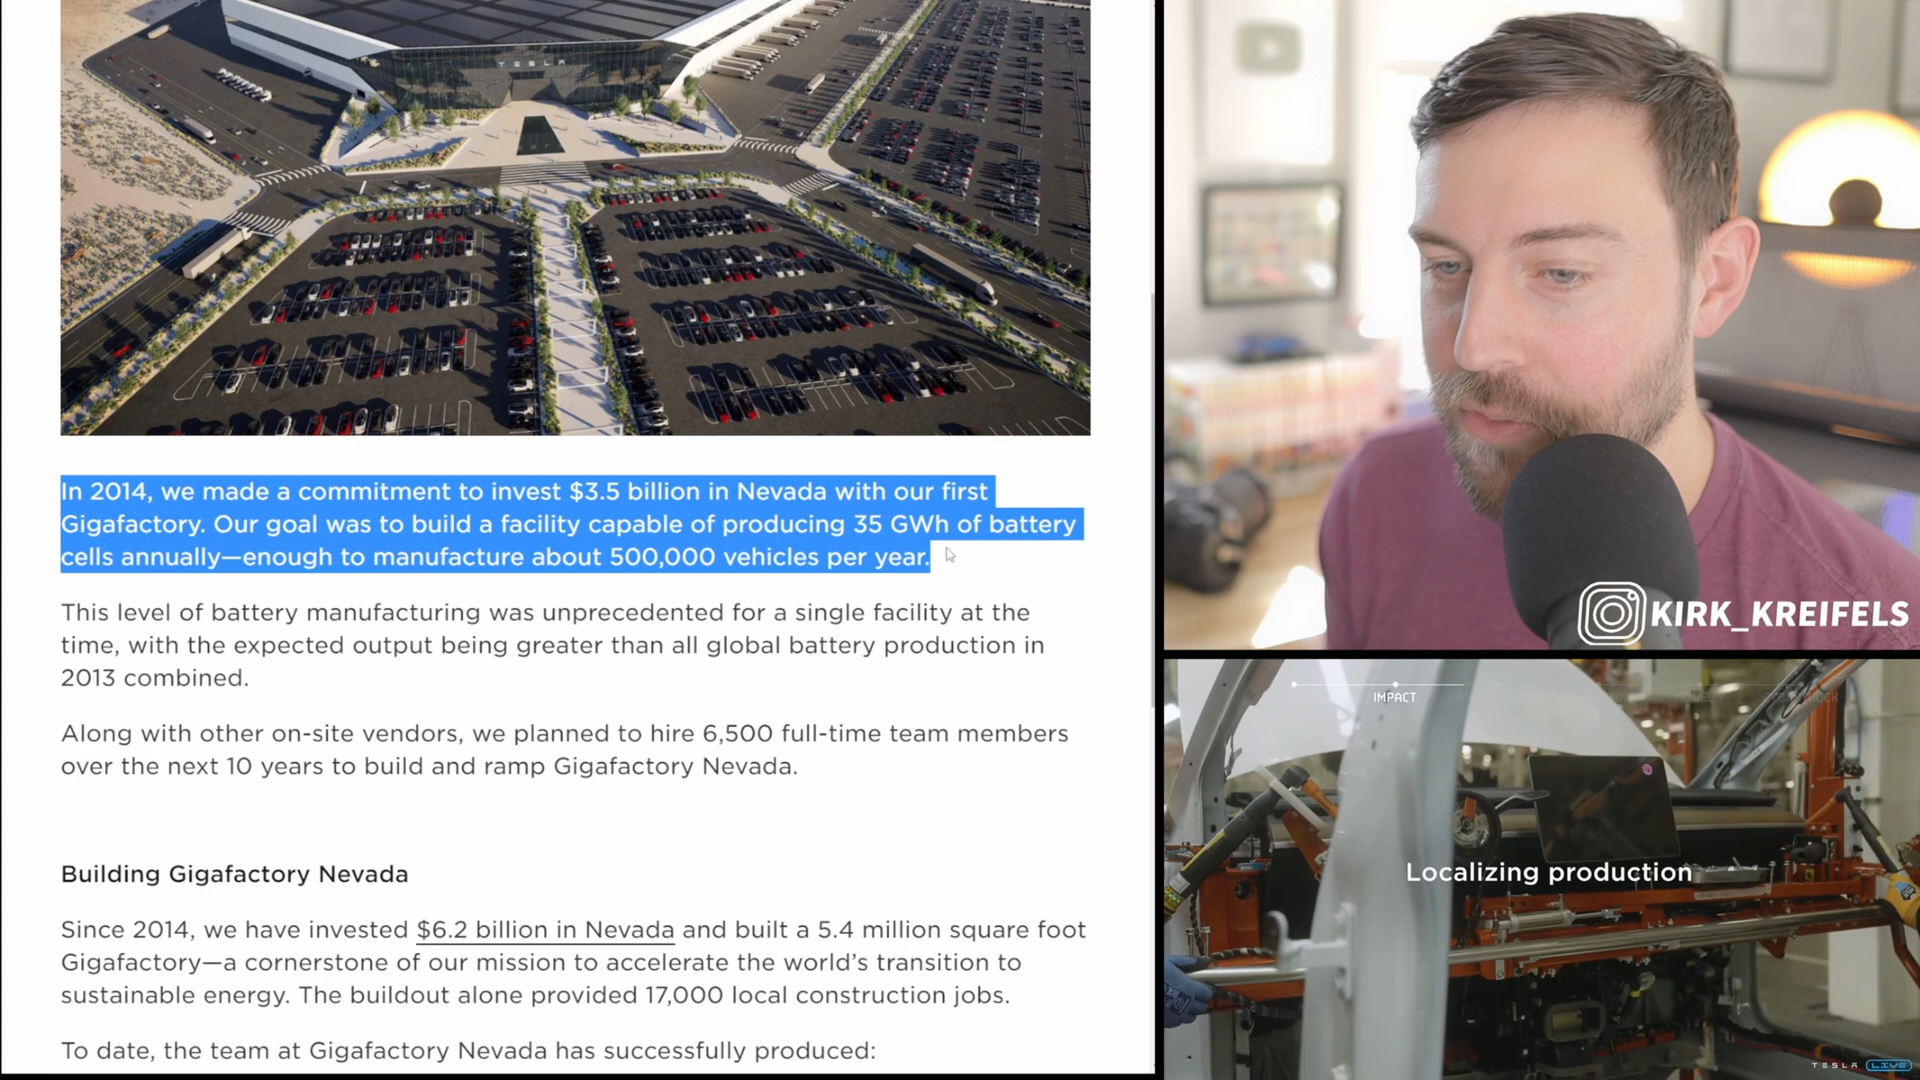 TESLA
In 2014, we made a commitment to invest $3.5 billion in Nevada with our first
Gigafactory. Our goal was to build a facility capable of producing 35 GWh of battery
cells annually—enough to manufacture about 500,000 vehicles per year.
This level of battery manufacturing was unprecedented for a single facility at the
time, with the expected output being greater than all global battery production in
2013 combined.
Along with other on-site vendors, we planned to hire 6,500 full-time team members
over the next 10 years to build and ramp Gigafactory Nevada.
Building Gigafactory Nevada
Since 2014, we have invested $6.2 billion in Nevada and built a 5.4 million square foot
Gigafactory—a cornerstone of our mission to accelerate the world’s transition to
sustainable energy. The buildout alone provided 17,000 local construction jobs.
To date, the team at Gigafactory Nevada has successfully produced:
KIRK_KREIFELS
IMPACT
Localizing production
TESLA LIVE